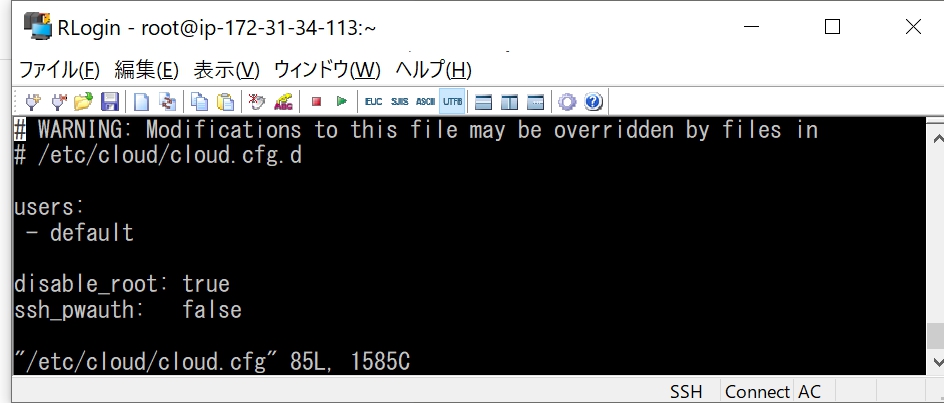 RLogin - root@ip-172-31-34-113:~
ファイル(F) 編集(E) 表示(V) ウィンドウ(W) ヘルプ(H)
ABC EUC SJIS ASCII UTF8
# WARNING: Modifications to this file may be overridden by files in
# /etc/cloud/cloud.cfg.d
users:
 - default
disable_root: true
ssh_pwauth:   false
"/etc/cloud/cloud.cfg" 85L, 1585C
SSH Connect AC